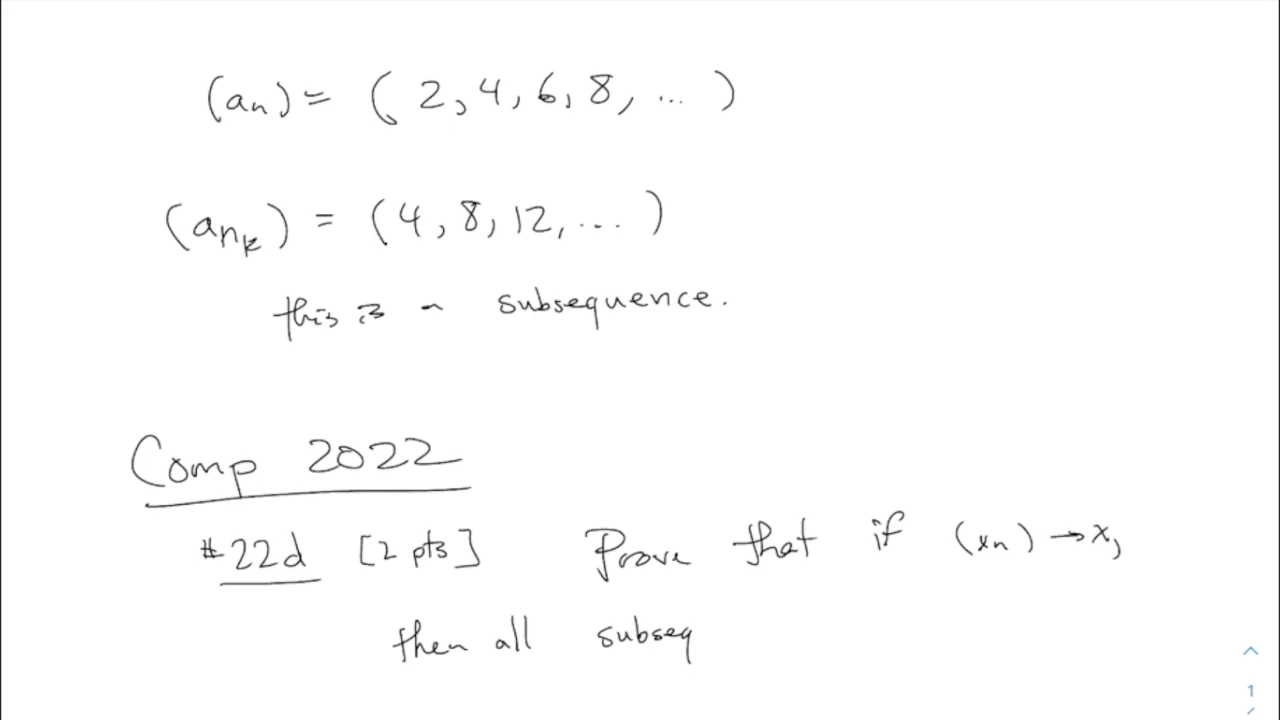 (aₙ) = ( 2, 4, 6, 8, ... )
(aₙₖ) = (4, 8, 12, ... )
this is a subsequence.
Comp 2022
#22d [2 pts] Prove that if (xₙ) → x,
then all subseq
1